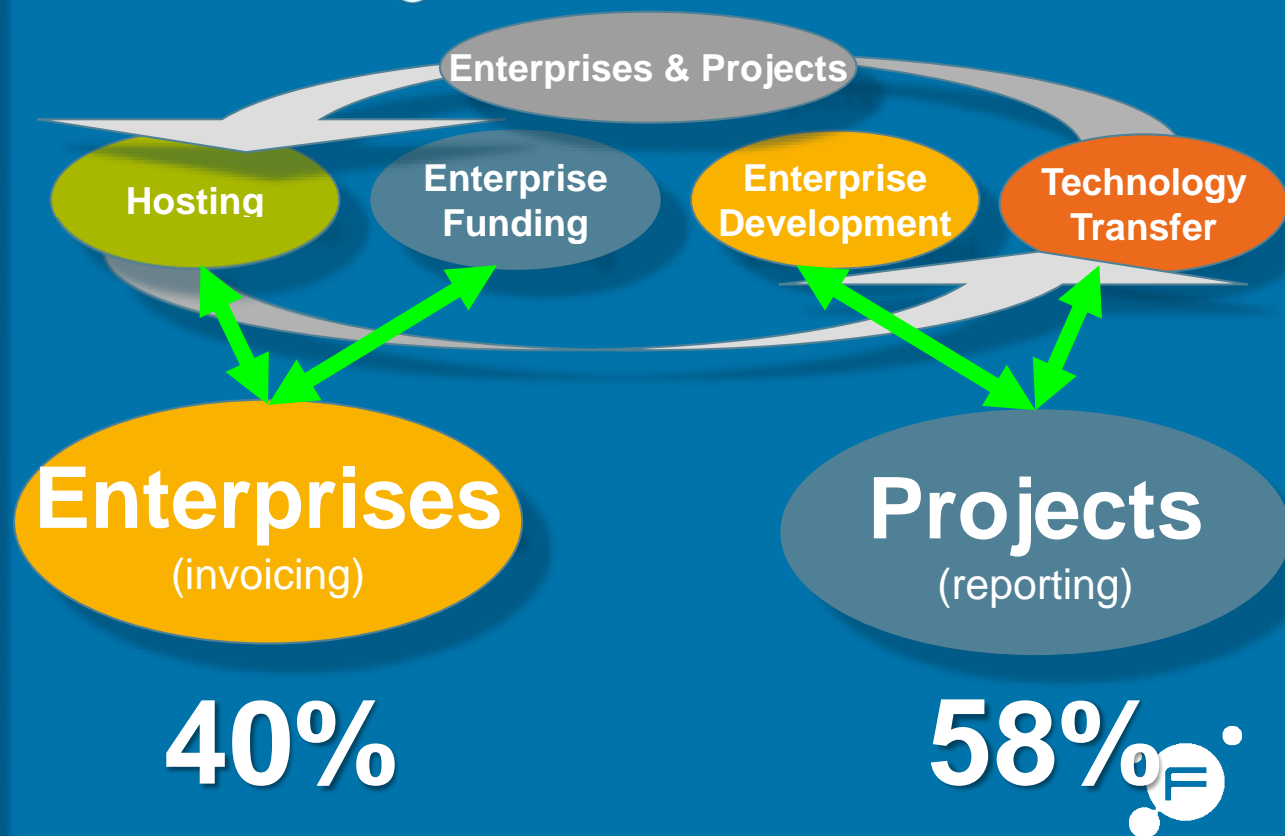 Enterprises & Projects
Hosting
Enterprise
Funding
Enterprise
Development
Technology
Transfer
Enterprises
(invoicing)
Projects
(reporting)
40%
58%
F